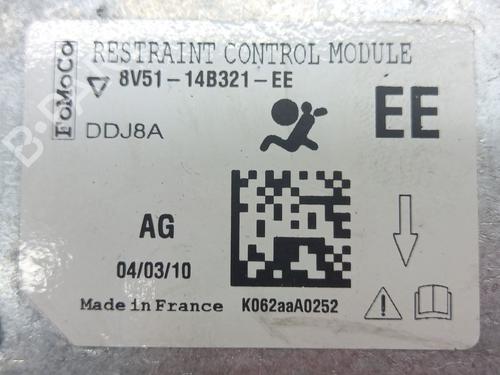 FoMoCo
RESTRAINT CONTROL MODULE
8V51-14B321-EE
DDJ8A
EE
AG
04/03/10
Made in France
K062aaA0252